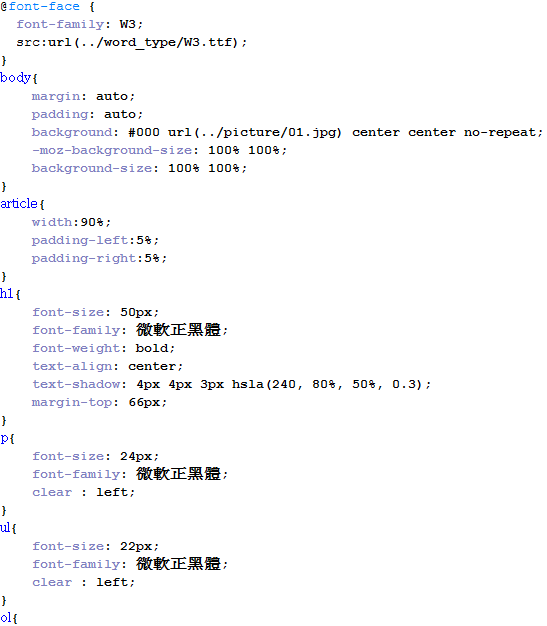 @font-face {
font-family: W3;
src:url(../word_type/W3.ttf);
}
body{
margin: auto;
padding: auto;
background: #000 url(../picture/01.jpg) center center no-repeat;
-moz-background-size: 100% 100%;
background-size: 100% 100%;
}
article{
width:90%;
padding-left:5%;
padding-right:5%;
}
h1{
font-size: 50px;
font-family: 微軟正黑體;
font-weight: bold;
text-align: center;
text-shadow: 4px 4px 3px hsla(240, 80%, 50%, 0.3);
margin-top: 66px;
}
p{
font-size: 24px;
font-family: 微軟正黑體;
clear : left;
}
ul{
font-size: 22px;
font-family: 微軟正黑體;
clear : left;
}
ol{